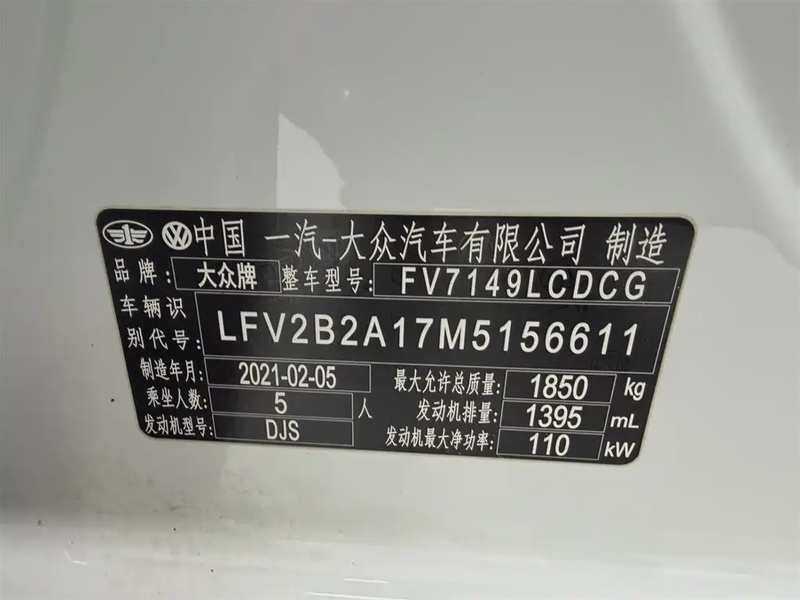 中国 一汽-大众汽车有限公司 制造
品牌: 大众牌 整车型号: FV7149LCDCG
车辆识别代号: LFV2B2A17M5156611
制造年月: 2021-02-05 最大允许总质量: 1850 kg
乘坐人数: 5 人 发动机排量: 1395 mL
发动机型号: DJS 发动机最大净功率: 110 kW